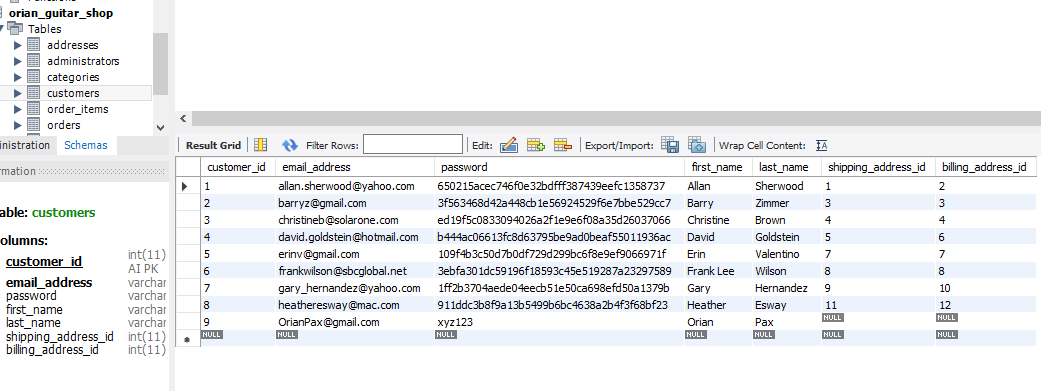 orian_guitar_shop
Tables
addresses
administrators
categories
customers
order_items
orders
ninistration Schemas
rmation
able: customers
olumns:
customer_id int(11)
AI PK
email_address varchar
password varchar
first_name varchar
last_name varchar
shipping_address_id int(11)
billing_address_id int(11)
Result Grid Filter Rows: Edit: Export/Import: Wrap Cell Content: IA
customer_id email_address password first_name last_name shipping_address_id billing_address_id
1 allan.sherwood@yahoo.com 650215acec746f0e32bdfff387439eefc1358737 Allan Sherwood 1 2
2 barryz@gmail.com 3f563468d42a448cb1e56924529f6e7bbe529cc7 Barry Zimmer 3 3
3 christineb@solarone.com ed19f5c0833094026a2f1e9e6f08a35d26037066 Christine Brown 4 4
4 david.goldstein@hotmail.com b444ac06613fc8d63795be9ad0beaf55011936ac David Goldstein 5 6
5 erinv@gmail.com 109f4b3c50d7b0df729d299bc6f8e9ef9066971f Erin Valentino 7 7
6 frankwilson@sbcglobal.net 3ebfa301dc59196f18593c45e519287a23297589 Frank Lee Wilson 8 8
7 gary_hernandez@yahoo.com 1ff2b3704aede04eecb51e50ca698efd50a1379b Gary Hernandez 9 10
8 heatheresway@mac.com 911ddc3b8f9a13b5499b6bc4638a2b4f3f68bf23 Heather Esway 11 12
9 OrianPax@gmail.com xyz123 Orian Pax NULL NULL
NULL NULL NULL NULL NULL NULL NULL